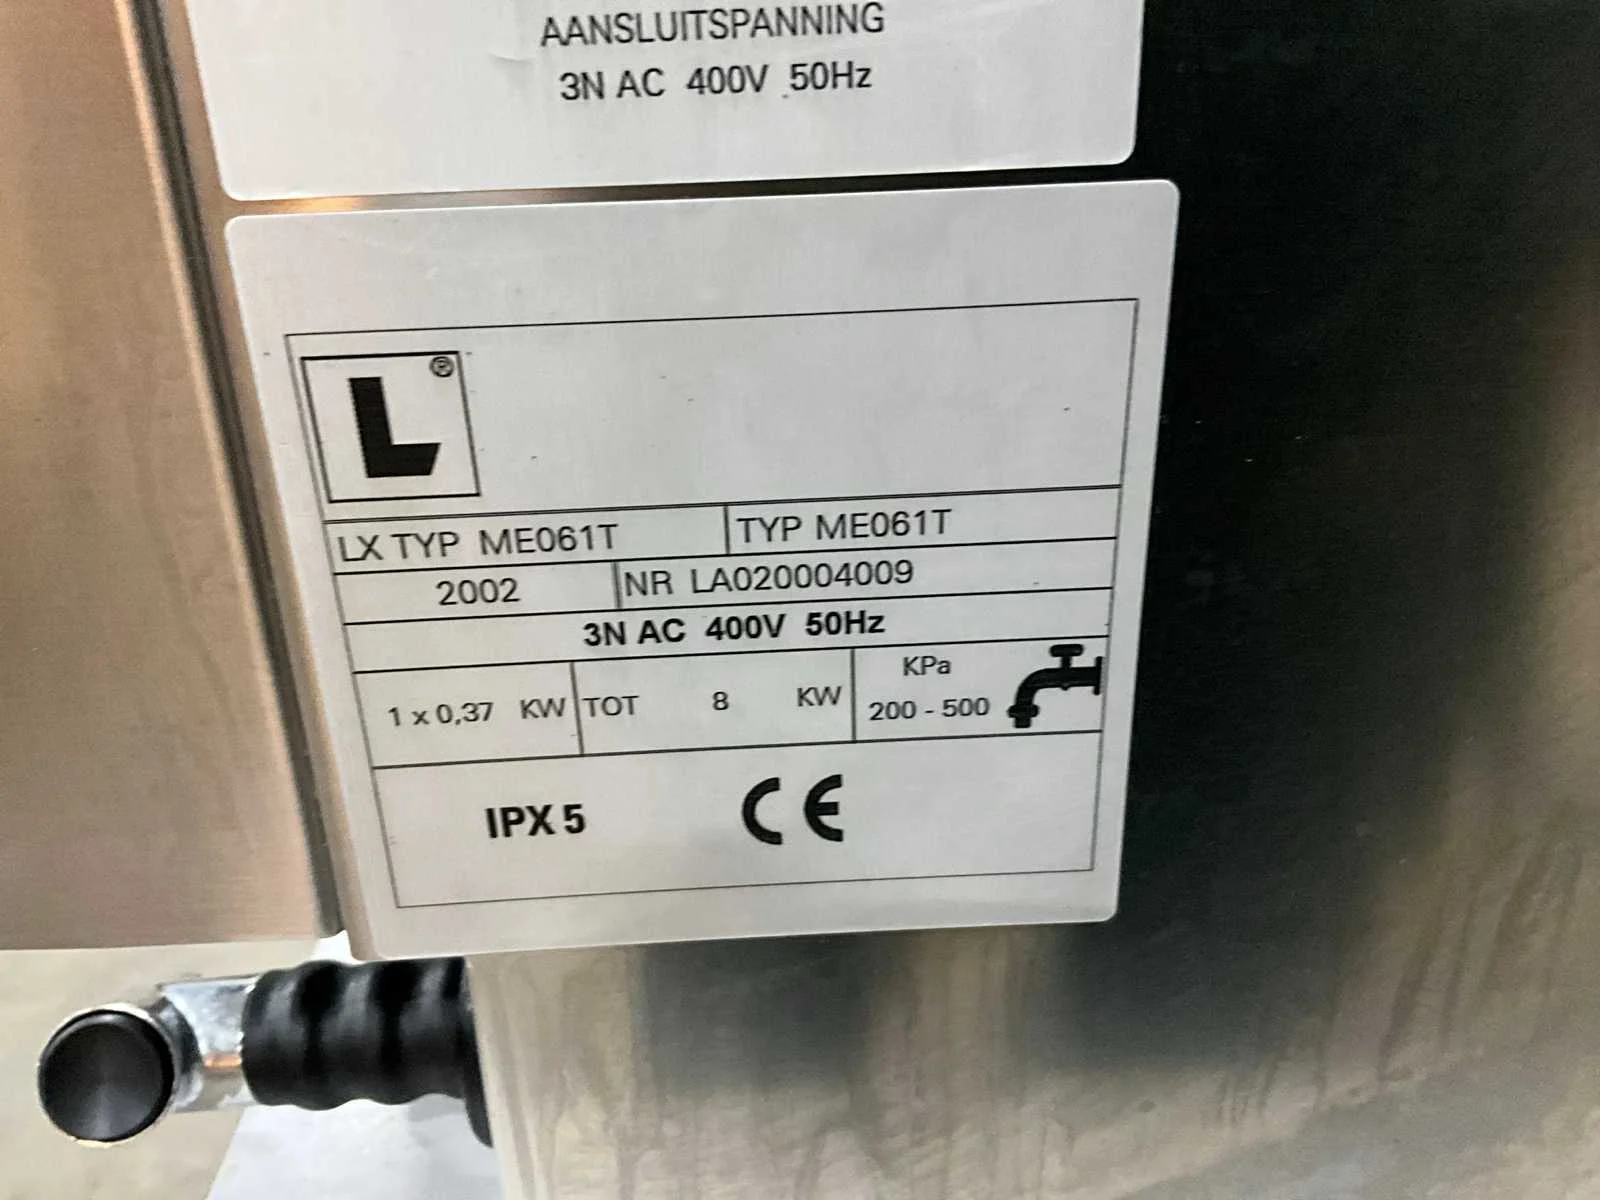 AANSLUITSPANNING
3N AC 400V 50Hz
L ®
LX TYP ME061T TYP ME061T
2002 NR LA020004009
3N AC 400V 50Hz
1 x 0,37 KW TOT 8 KW KPa
200 - 500
IPX 5 CE